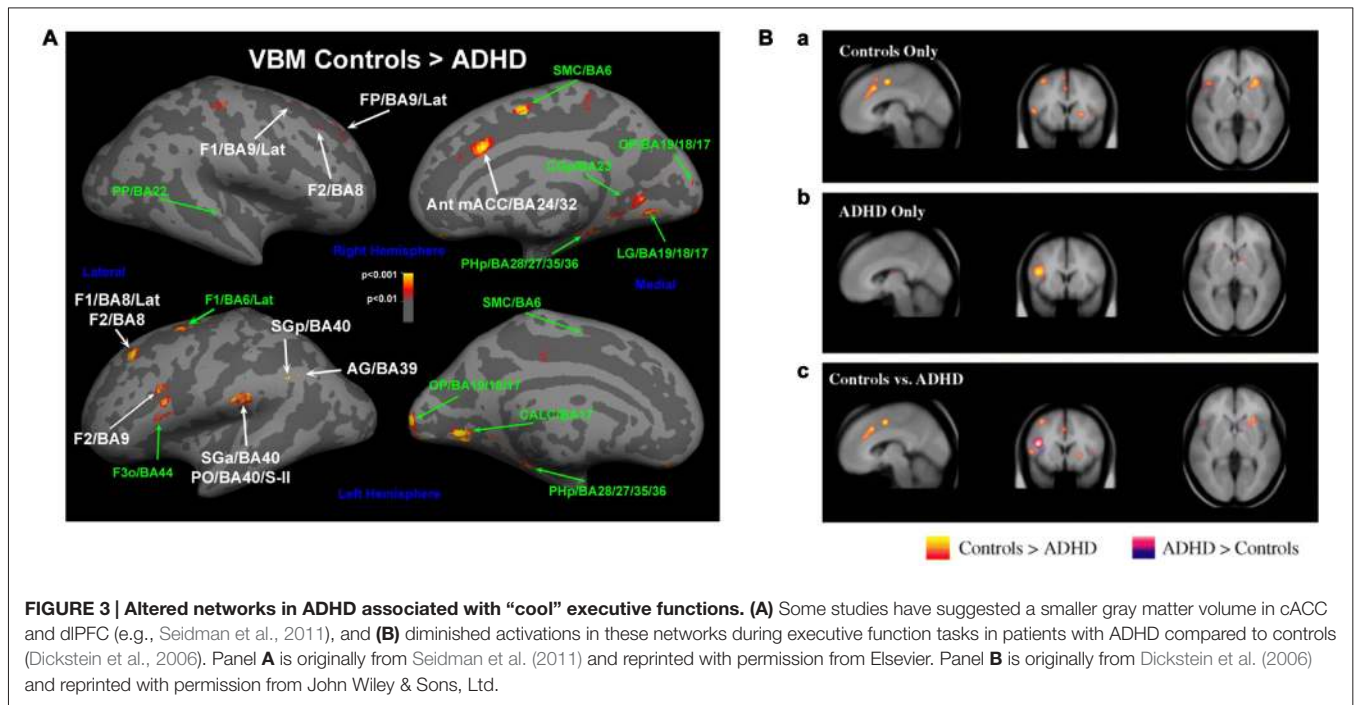 A
VBM Controls > ADHD
SMC/BA6
FP/BA9/Lat
F1/BA9/Lat
F2/BA8
PP/BA22
OP/BA19/18/17
Ant mACC/BA24/32
LG/BA19/18/17
PHp/BA28/27/35/36
Right Hemisphere
Lateral
Medial
p<0.001
p<0.01
F1/BA8/Lat
F2/BA8
F1/BA6/Lat
SGp/BA40
AG/BA39
SMC/BA6
F2/BA9
F3o/BA44
SGa/BA40
PO/BA40/S-II
OP/BA19/18/17
CALC/BA17
PHp/BA28/27/35/36
Left Hemisphere
B
a
Controls Only
b
ADHD Only
c
Controls vs. ADHD
Controls > ADHD
ADHD > Controls
FIGURE 3 | Altered networks in ADHD associated with “cool” executive functions. (A) Some studies have suggested a smaller gray matter volume in cACC
and dlPFC (e.g., Seidman et al., 2011), and (B) diminished activations in these networks during executive function tasks in patients with ADHD compared to controls
(Dickstein et al., 2006). Panel A is originally from Seidman et al. (2011) and reprinted with permission from Elsevier. Panel B is originally from Dickstein et al. (2006)
and reprinted with permission from John Wiley & Sons, Ltd.